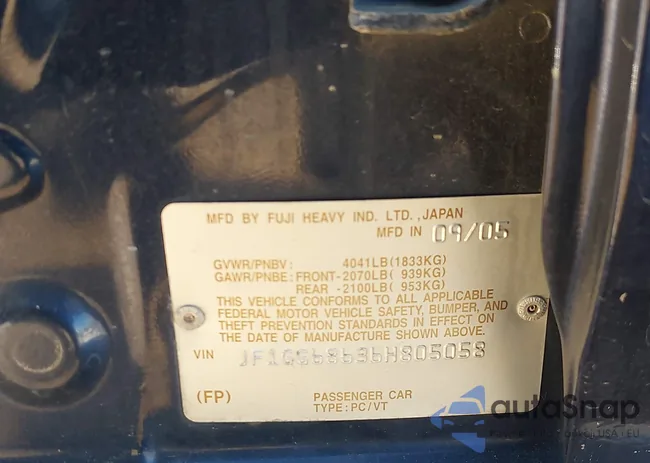 MFD BY FUJI HEAVY IND. LTD.,JAPAN
MFD IN 09/05
GVWR/PNBV: 4041LB(1833KG)
GAWR/PNBE: FRONT-2070LB( 939KG)
REAR -2100LB( 953KG)
THIS VEHICLE CONFORMS TO ALL APPLICABLE
FEDERAL MOTOR VEHICLE SAFETY, BUMPER, AND
THEFT PREVENTION STANDARDS IN EFFECT ON
THE DATE OF MANUFACTURE SHOWN ABOVE.
VIN
(FP)
PASSENGER CAR
TYPE:PC/VT
autoSnap